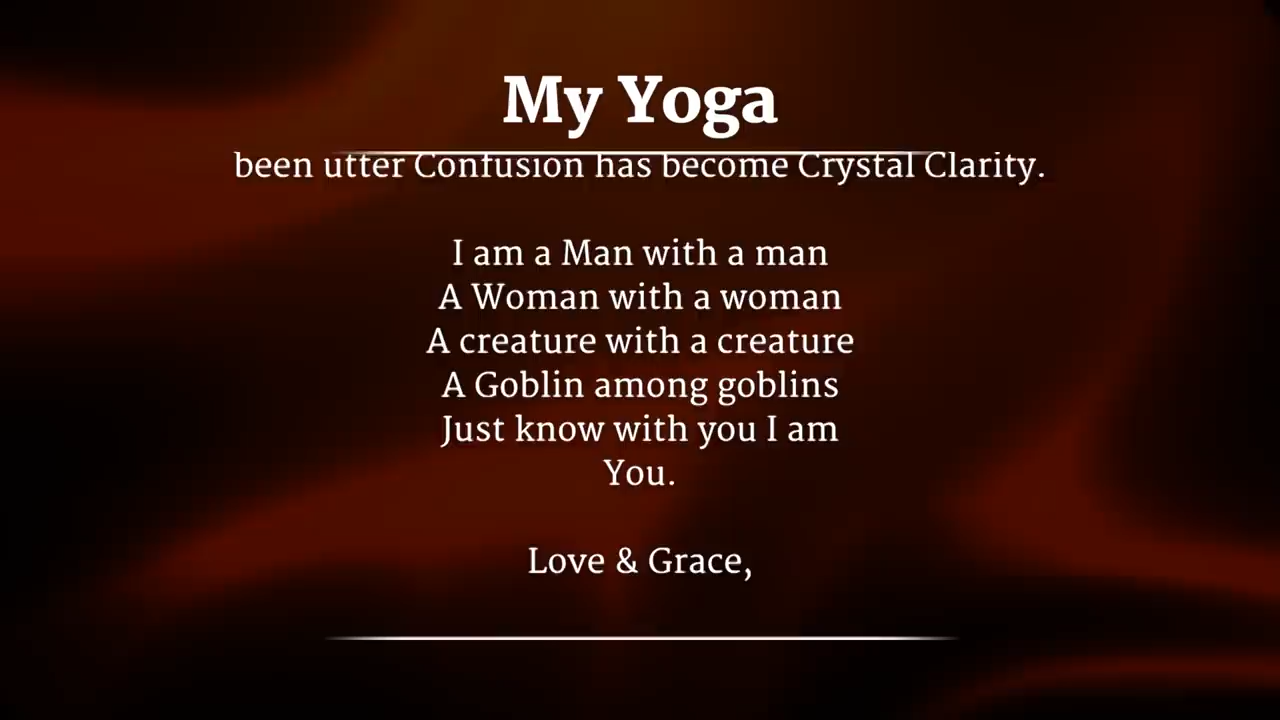 My Yoga
been utter Confusion has become Crystal Clarity.
I am a Man with a man
A Woman with a woman
A creature with a creature
A Goblin among goblins
Just know with you I am
You.
Love & Grace,